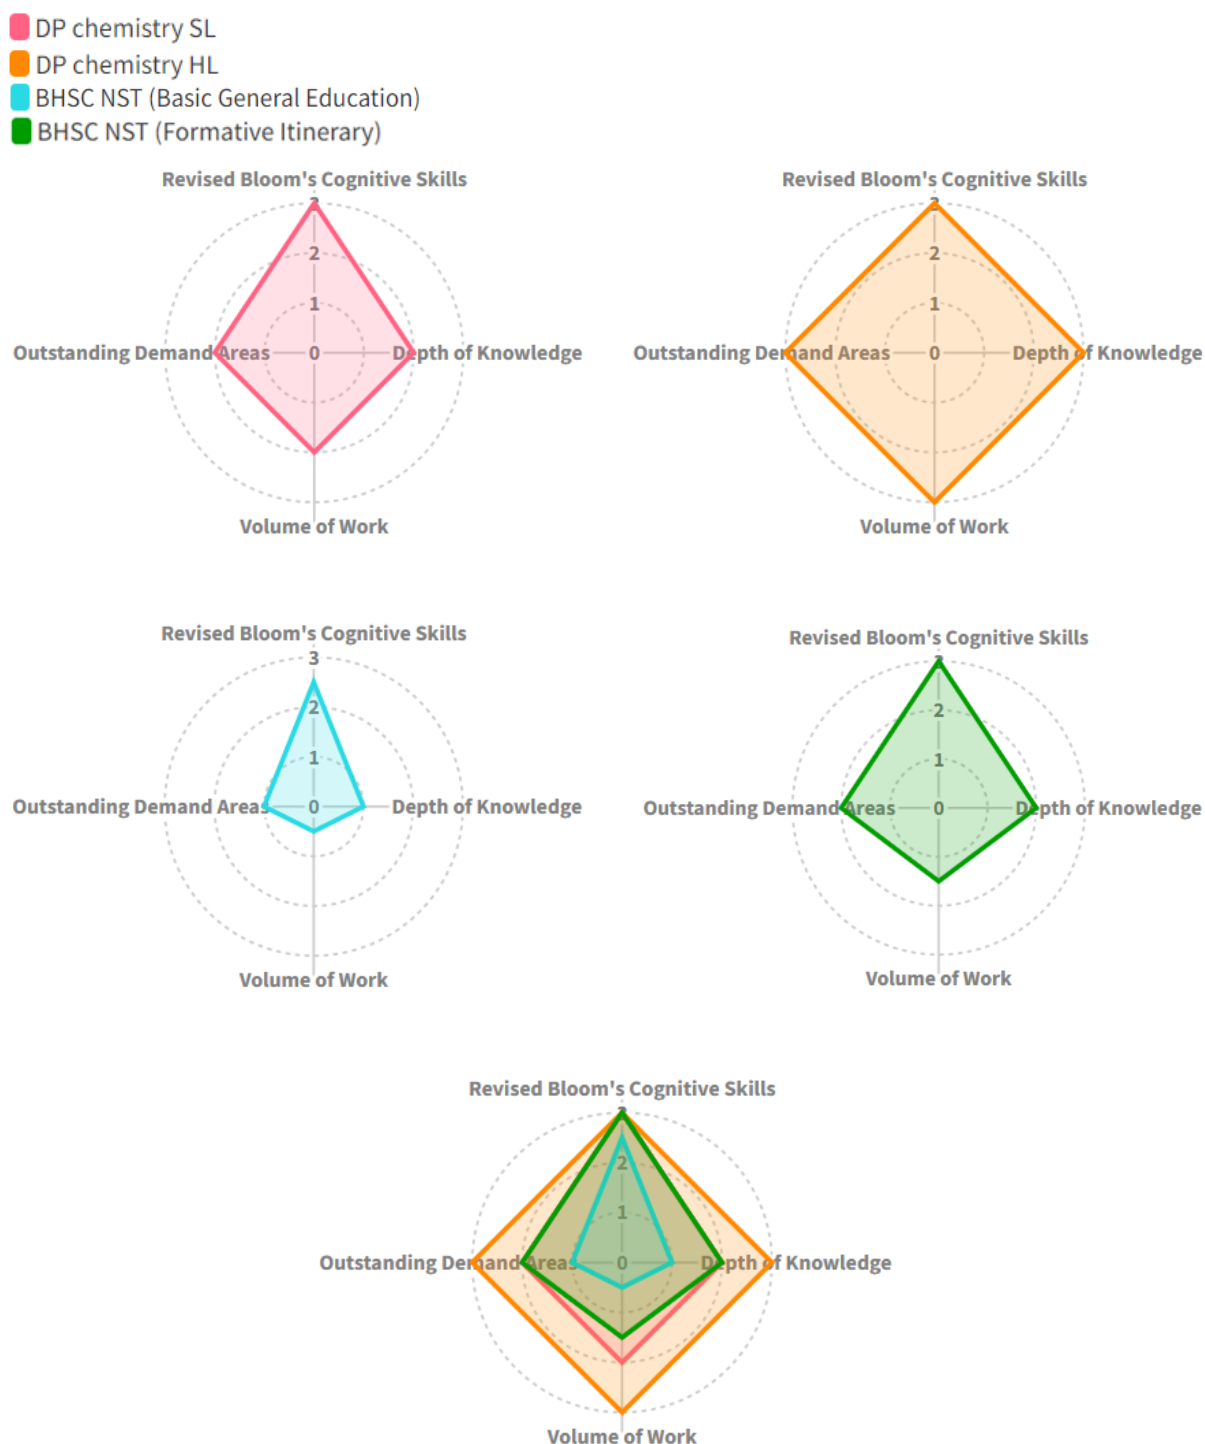 DP chemistry SL
DP chemistry HL
BHSC NST (Basic General Education)
BHSC NST (Formative Itinerary)
Revised Bloom's Cognitive Skills
3
2
1
Outstanding Demand Areas 0 Depth of Knowledge
Volume of Work
Revised Bloom's Cognitive Skills
3
2
1
Outstanding Demand Areas 0 Depth of Knowledge
Volume of Work
Revised Bloom's Cognitive Skills
3
2
1
Outstanding Demand Areas 0 Depth of Knowledge
Volume of Work
Revised Bloom's Cognitive Skills
3
2
1
Outstanding Demand Areas 0 Depth of Knowledge
Volume of Work
Revised Bloom's Cognitive Skills
3
2
1
Outstanding Demand Areas 0 Depth of Knowledge
Volume of Work